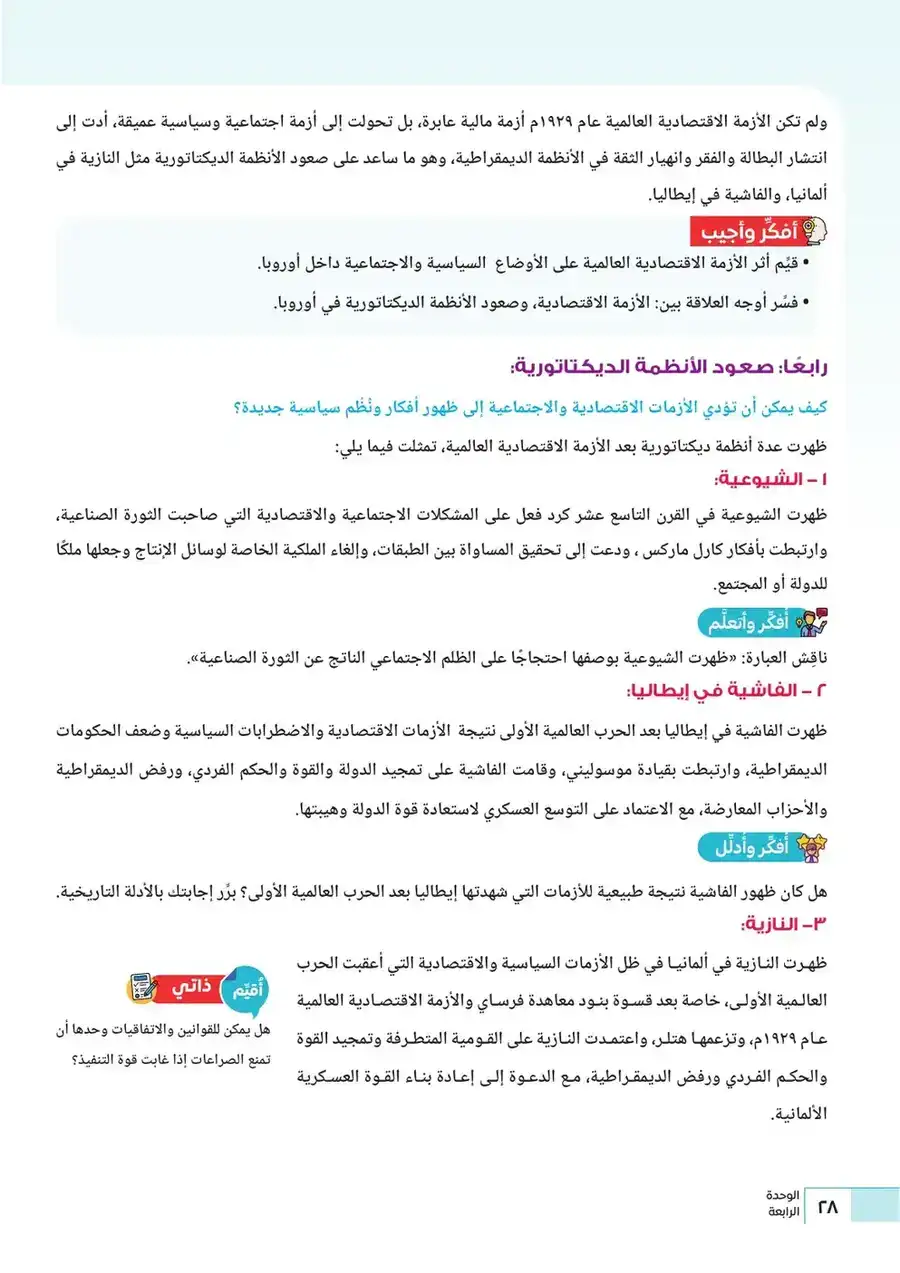 ولم تكن الأزمة الاقتصادية العالمية عام ١٩٢٩م أزمة مالية عابرة، بل تحولت إلى أزمة اجتماعية وسياسية عميقة، أدت إلى
انتشار البطالة والفقر وانهيار الثقة في الأنظمة الديمقراطية، وهو ما ساعد على صعود الأنظمة الديكتاتورية مثل النازية في
ألمانيا، والفاشية في إيطاليا.
أفكِّر وأجيب
• قيِّم أثر الأزمة الاقتصادية العالمية على الأوضاع السياسية والاجتماعية داخل أوروبا.
• فسِّر أوجه العلاقة بين: الأزمة الاقتصادية، وصعود الأنظمة الديكتاتورية في أوروبا.
رابعًا: صعود الأنظمة الديكتاتورية:
كيف يمكن أن تؤدي الأزمات الاقتصادية والاجتماعية إلى ظهور أفكار ونُظُم سياسية جديدة؟
ظهرت عدة أنظمة ديكتاتورية بعد الأزمة الاقتصادية العالمية، تمثلت فيما يلي:
١ – الشيوعية:
ظهرت الشيوعية في القرن التاسع عشر كرد فعل على المشكلات الاجتماعية والاقتصادية التي صاحبت الثورة الصناعية،
وارتبطت بأفكار كارل ماركس ، ودعت إلى تحقيق المساواة بين الطبقات، وإلغاء الملكية الخاصة لوسائل الإنتاج وجعلها ملكًا
للدولة أو المجتمع.
أُفكِّر وأتعلَّم
ناقِش العبارة: «ظهرت الشيوعية بوصفها احتجاجًا على الظلم الاجتماعي الناتج عن الثورة الصناعية».
٢ – الفاشية في إيطاليا:
ظهرت الفاشية في إيطاليا بعد الحرب العالمية الأولى نتيجة الأزمات الاقتصادية والاضطرابات السياسية وضعف الحكومات
الديمقراطية، وارتبطت بقيادة موسوليني، وقامت الفاشية على تمجيد الدولة والقوة والحكم الفردي، ورفض الديمقراطية
والأحزاب المعارضة، مع الاعتماد على التوسع العسكري لاستعادة قوة الدولة وهيبتها.
أُفكِّر وأُدلِّل
هل كان ظهور الفاشية نتيجة طبيعية للأزمات التي شهدتها إيطاليا بعد الحرب العالمية الأولى؟ برِّر إجابتك بالأدلة التاريخية.
٣– النازية:
ظهرت النازية في ألمانيا في ظل الأزمات السياسية والاقتصادية التي أعقبت الحرب
العالمية الأولى، خاصة بعد قسوة بنود معاهدة فرساي والأزمة الاقتصادية العالمية
عام ١٩٢٩م، وتزعمها هتلر، واعتمدت النازية على القومية المتطرفة وتمجيد القوة
والحكم الفردي ورفض الديمقراطية، مع الدعوة إلى إعادة بناء القوة العسكرية
الألمانية.
أُقيِّم ذاتي
هل يمكن للقوانين والاتفاقيات وحدها أن
تمنع الصراعات إذا غابت قوة التنفيذ؟
٢٨
الوحدة
الرابعة